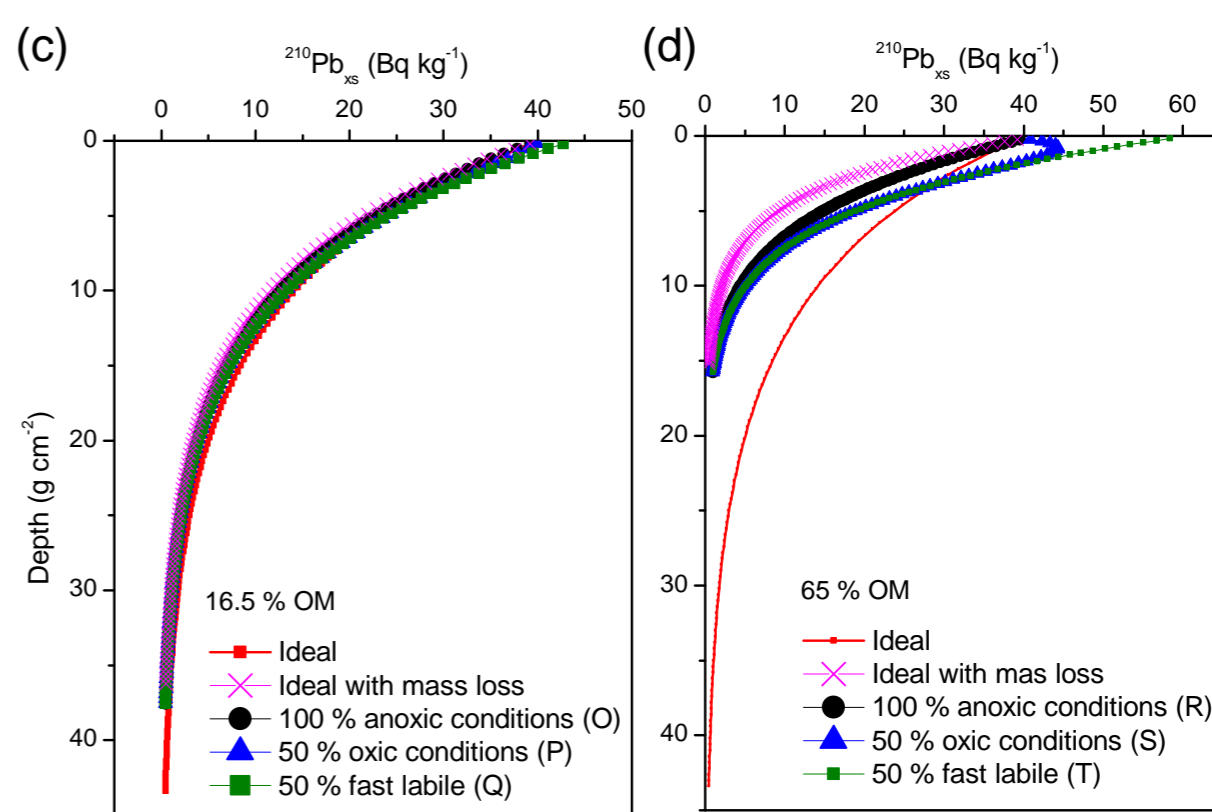 (c)
²¹⁰Pbₓₛ (Bq kg⁻¹)
0 10 20 30 40 50
0
10
20
30
40
Depth (g cm⁻²)
16.5 % OM
Ideal
Ideal with mass loss
100 % anoxic conditions (O)
50 % oxic conditions (P)
50 % fast labile (Q)
(d)
²¹⁰Pbₓₛ (Bq kg⁻¹)
0 10 20 30 40 50 60
0
10
20
30
40
65 % OM
Ideal
Ideal with mas loss
100 % anoxic conditions (R)
50 % oxic conditions (S)
50 % fast labile (T)